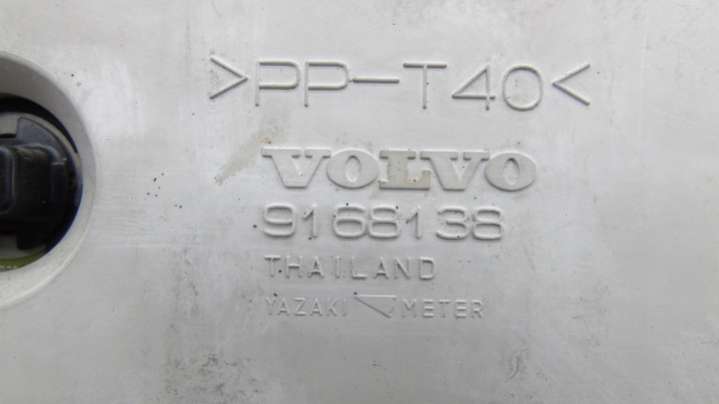 >PP-T40<
VOLVO
9168138
THAILAND
YAZAKI METER